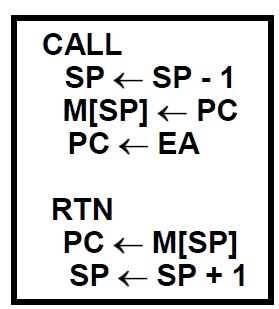 CALL
SP ← SP - 1
M[SP] ← PC
PC ← EA
RTN
PC ← M[SP]
SP ← SP + 1